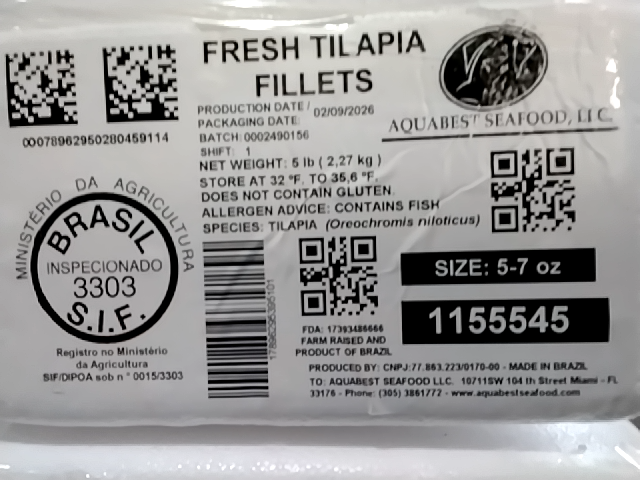 FRESH TILAPIA
FILLETS
PRODUCTION DATE / 02/09/2026
PACKAGING DATE:
BATCH: 0002490156
SHIFT: 1
NET WEIGHT: 5 lb ( 2,27 kg )
STORE AT 32 °F. TO 35,6 °F.
DOES NOT CONTAIN GLUTEN.
ALLERGEN ADVICE: CONTAINS FISH
SPECIES: TILAPIA (Oreochromis niloticus)
00078962950280459114
AQUABEST SEAFOOD, LLC.
MINISTÉRIO DA AGRICULTURA
BRASIL
INSPECIONADO
3303
S.I.F.
Registro no Ministério
da Agricultura
SIF/DIPOA sob n° 0015/3303
FDA: 17393486666
FARM RAISED AND
PRODUCT OF BRAZIL
SIZE: 5-7 oz
1155545
PRODUCED BY: CNPJ:77.863.223/0170-00 - MADE IN BRAZIL
TO: AQUABEST SEAFOOD LLC. 10711SW 104 th Street Miami - FL
33176 - Phone: (305) 3861772 - www.aquabestseafood.com